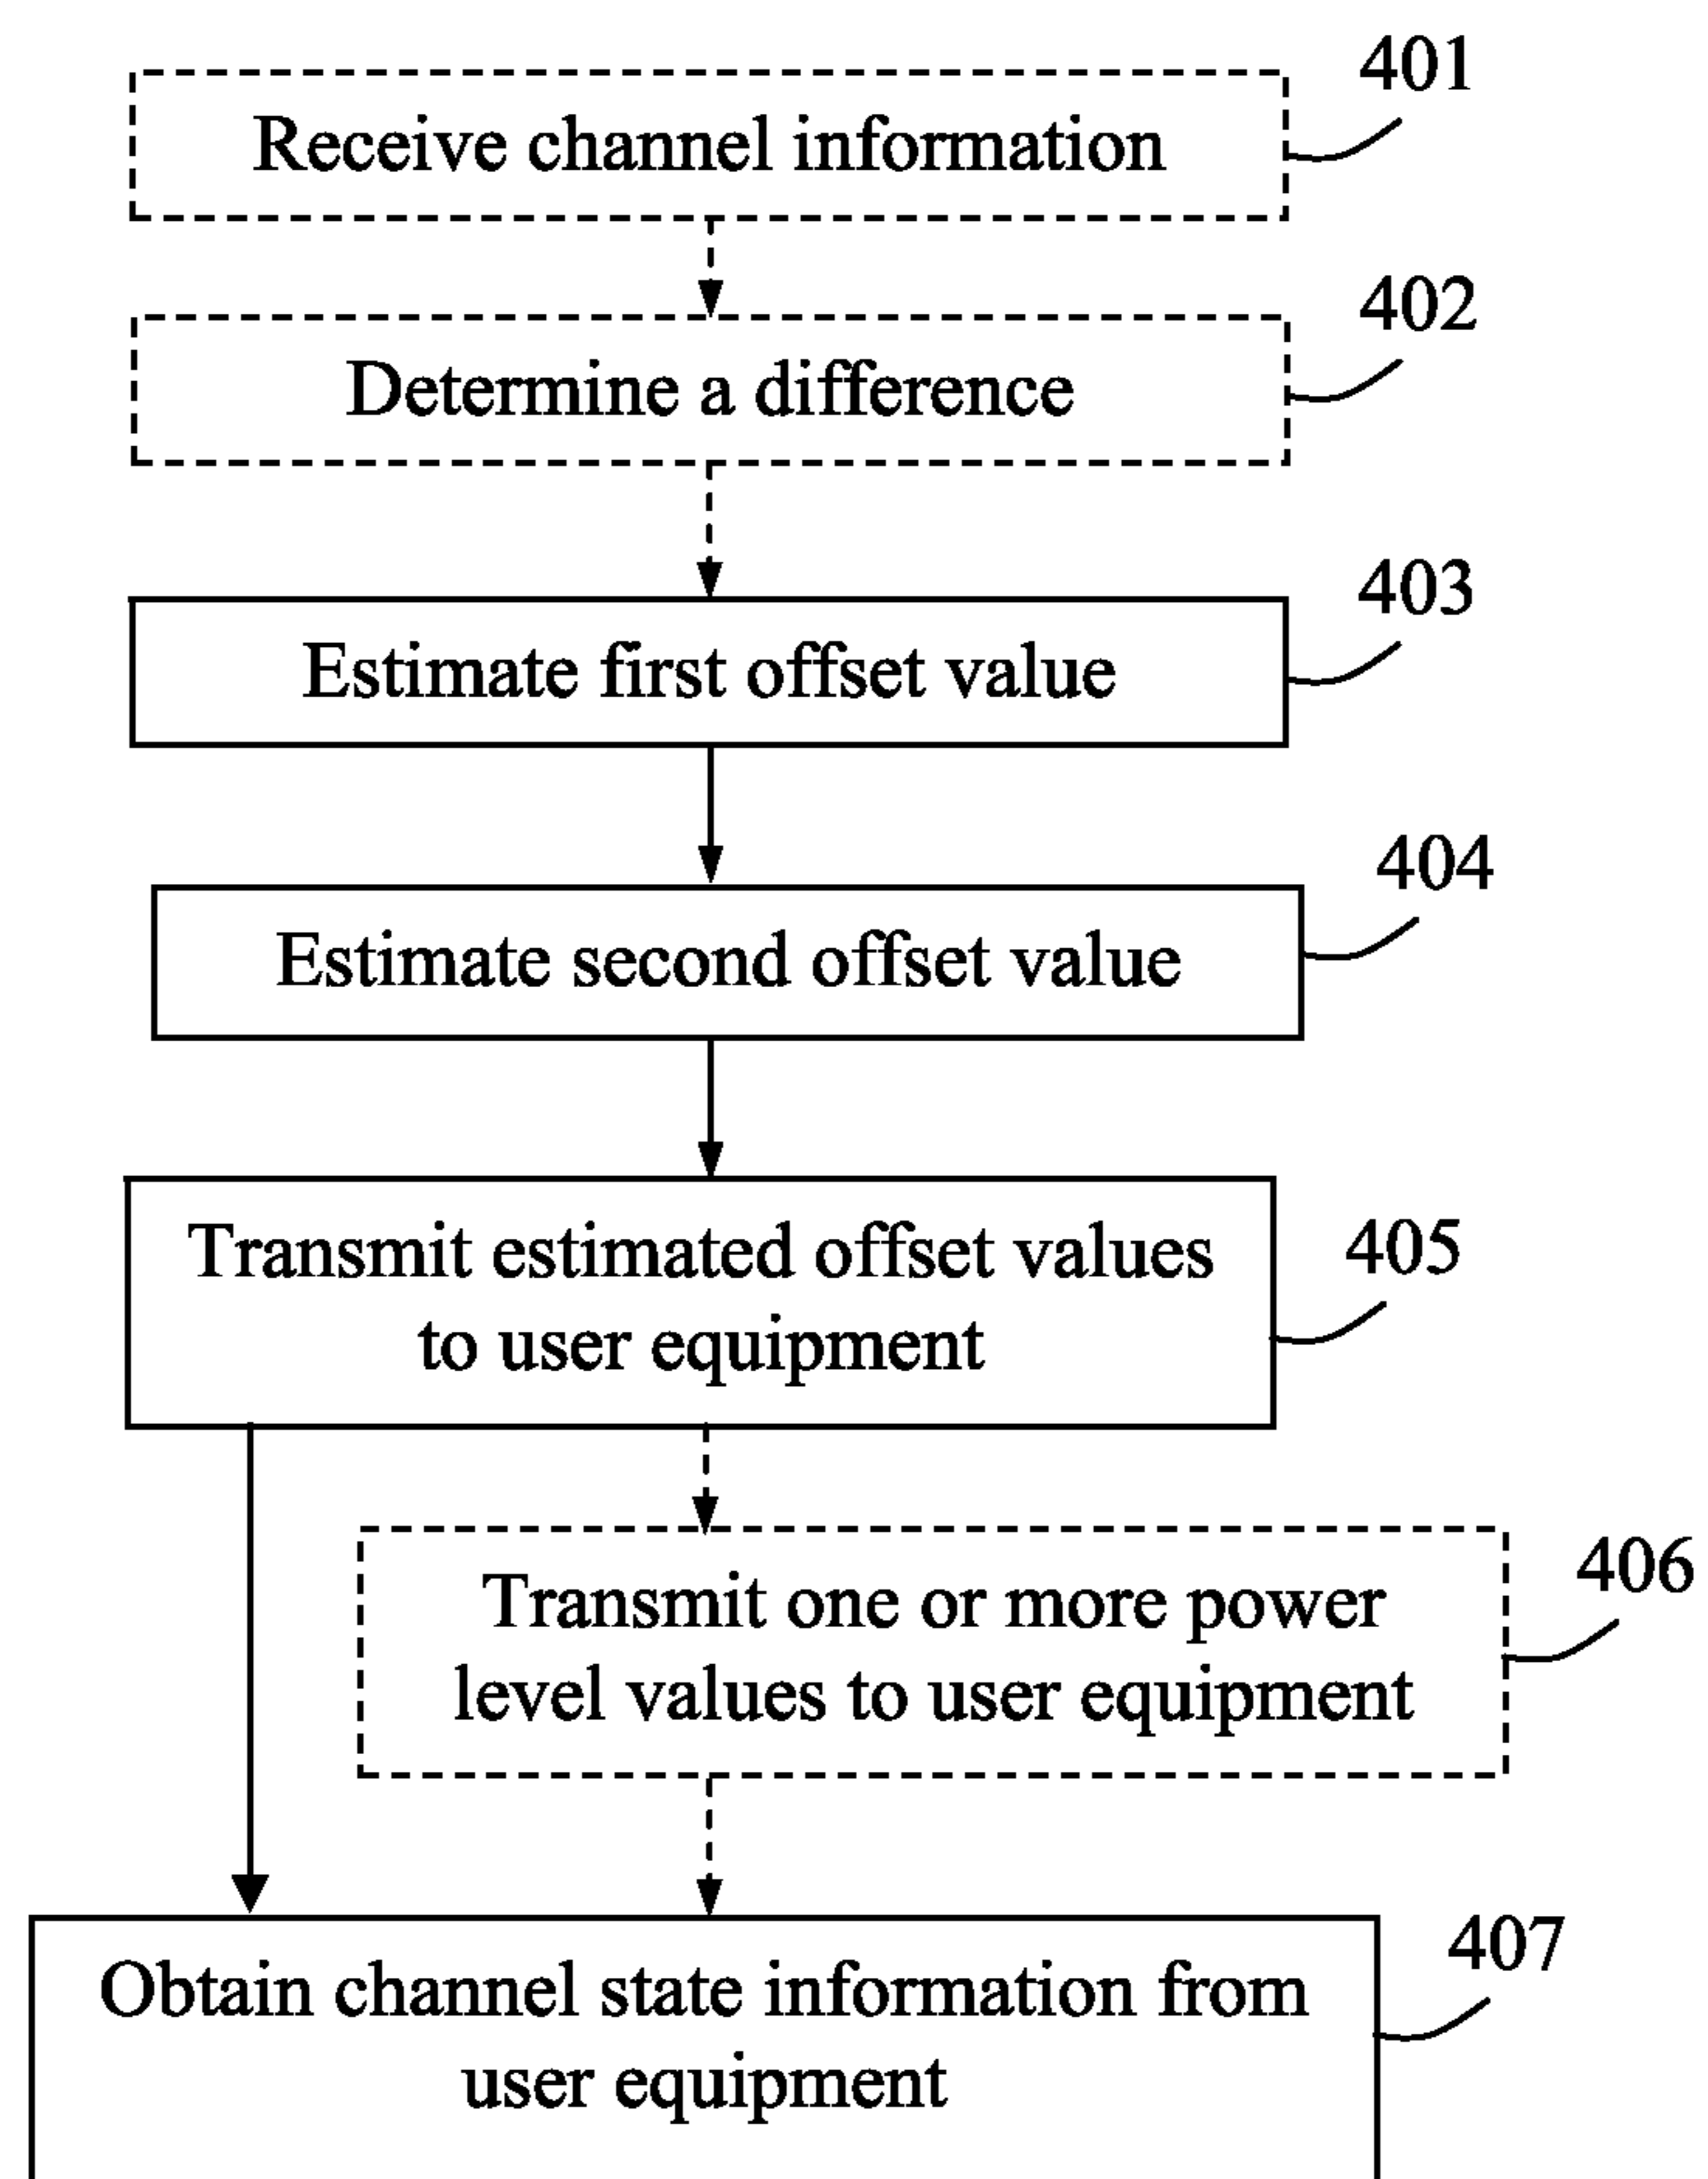 401
Receive channel information
402
Determine a difference
403
Estimate first offset value
404
Estimate second offset value
405
Transmit estimated offset values
to user equipment
406
Transmit one or more power
level values to user equipment
407
Obtain channel state information from
user equipment